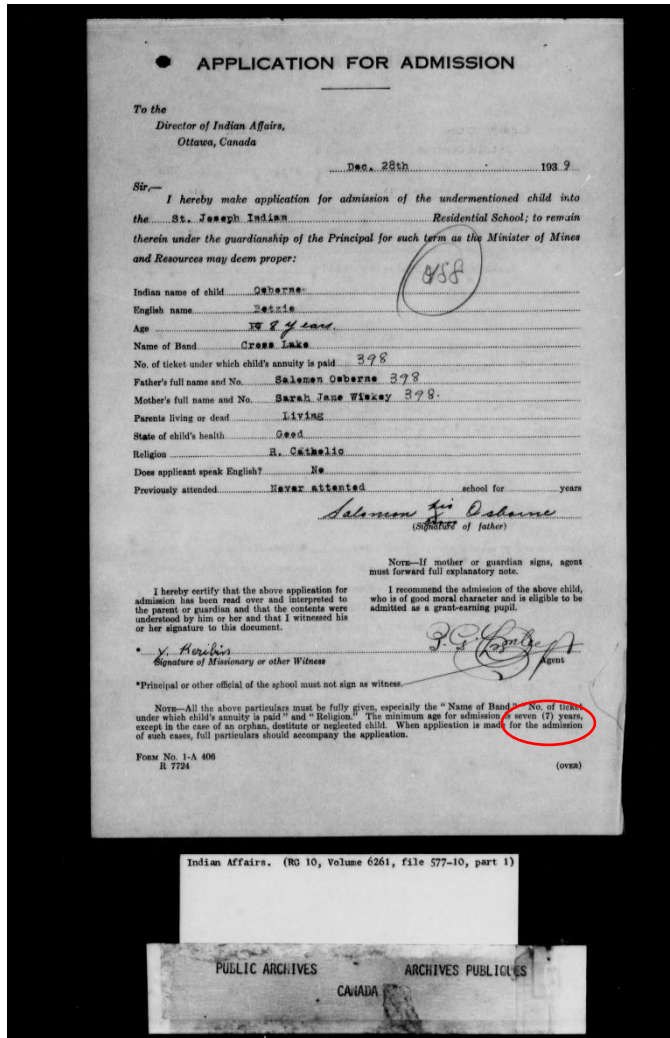 APPLICATION FOR ADMISSION
To the
Director of Indian Affairs,
Ottawa, Canada
Dec. 28th 1939
Sir,—
I hereby make application for admission of the undermentioned child into
the St. Joseph Indian Residential School; to remain
therein under the guardianship of the Principal for such term as the Minister of Mines
and Resources may deem proper:
Indian name of child Osborne
English name Betzie
Age 8 years.
Name of Band Cross Lake
No. of ticket under which child's annuity is paid 398
Father's full name and No. Salomon Osborne 398
Mother's full name and No. Sarah Jane Wiskey 398.
Parents living or dead Living
State of child's health Good
Religion R. Catholic
Does applicant speak English? No
Previously attended Never attented school for years
Salomon his Osborne
(Signature of father)
NOTE—If mother or guardian signs, agent
must forward full explanatory note.
I hereby certify that the above application for
admission has been read over and interpreted to
the parent or guardian and that the contents were
understood by him or her and that I witnessed his
or her signature to this document.
I recommend the admission of the above child,
who is of good moral character and is eligible to be
admitted as a grant-earning pupil.
*
Signature of Missionary or other Witness
Agent
*Principal or other official of the school must not sign as witness.
NOTE—All the above particulars must be fully given, especially the "Name of Band," "No. of ticket
under which child's annuity is paid" and "Religion." The minimum age for admission is seven (7) years,
except in the case of an orphan, destitute or neglected child. When application is made for the admission
of such cases, full particulars should accompany the application.
FORM No. 1-A 406
R 7724
(OVER)
Indian Affairs. (RG 10, Volume 6261, file 577-10, part 1)
PUBLIC ARCHIVES ARCHIVES PUBLIQUES
CANADA